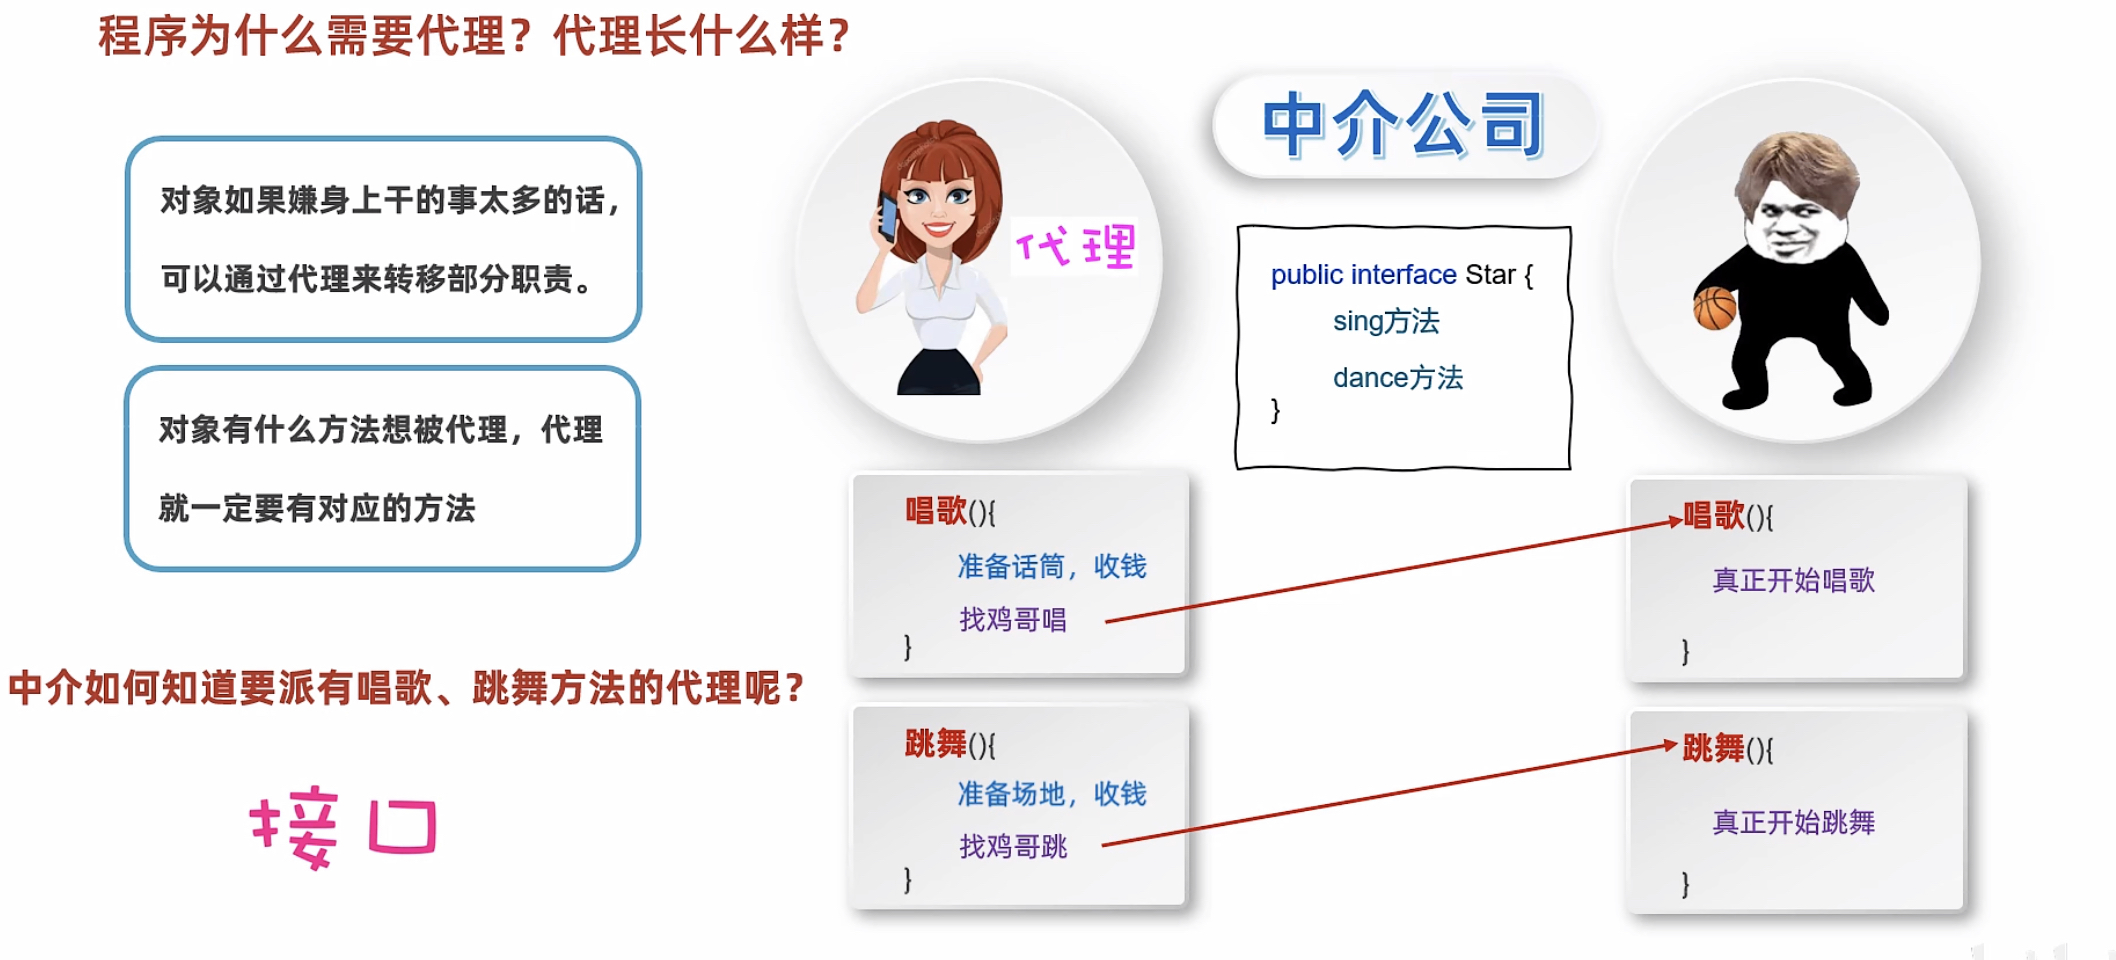 程序为什么需要代理？代理长什么样？
对象如果嫌身上干的事太多的话，
可以通过代理来转移部分职责。
对象有什么方法想被代理，代理
就一定要有对应的方法
中介如何知道要派有唱歌、跳舞方法的代理呢？
接口
代理
中介公司
public interface Star {
sing方法
dance方法
}
唱歌(){
准备话筒，收钱
找鸡哥唱
}
跳舞(){
准备场地，收钱
找鸡哥跳
}
唱歌(){
真正开始唱歌
}
跳舞(){
真正开始跳舞
}